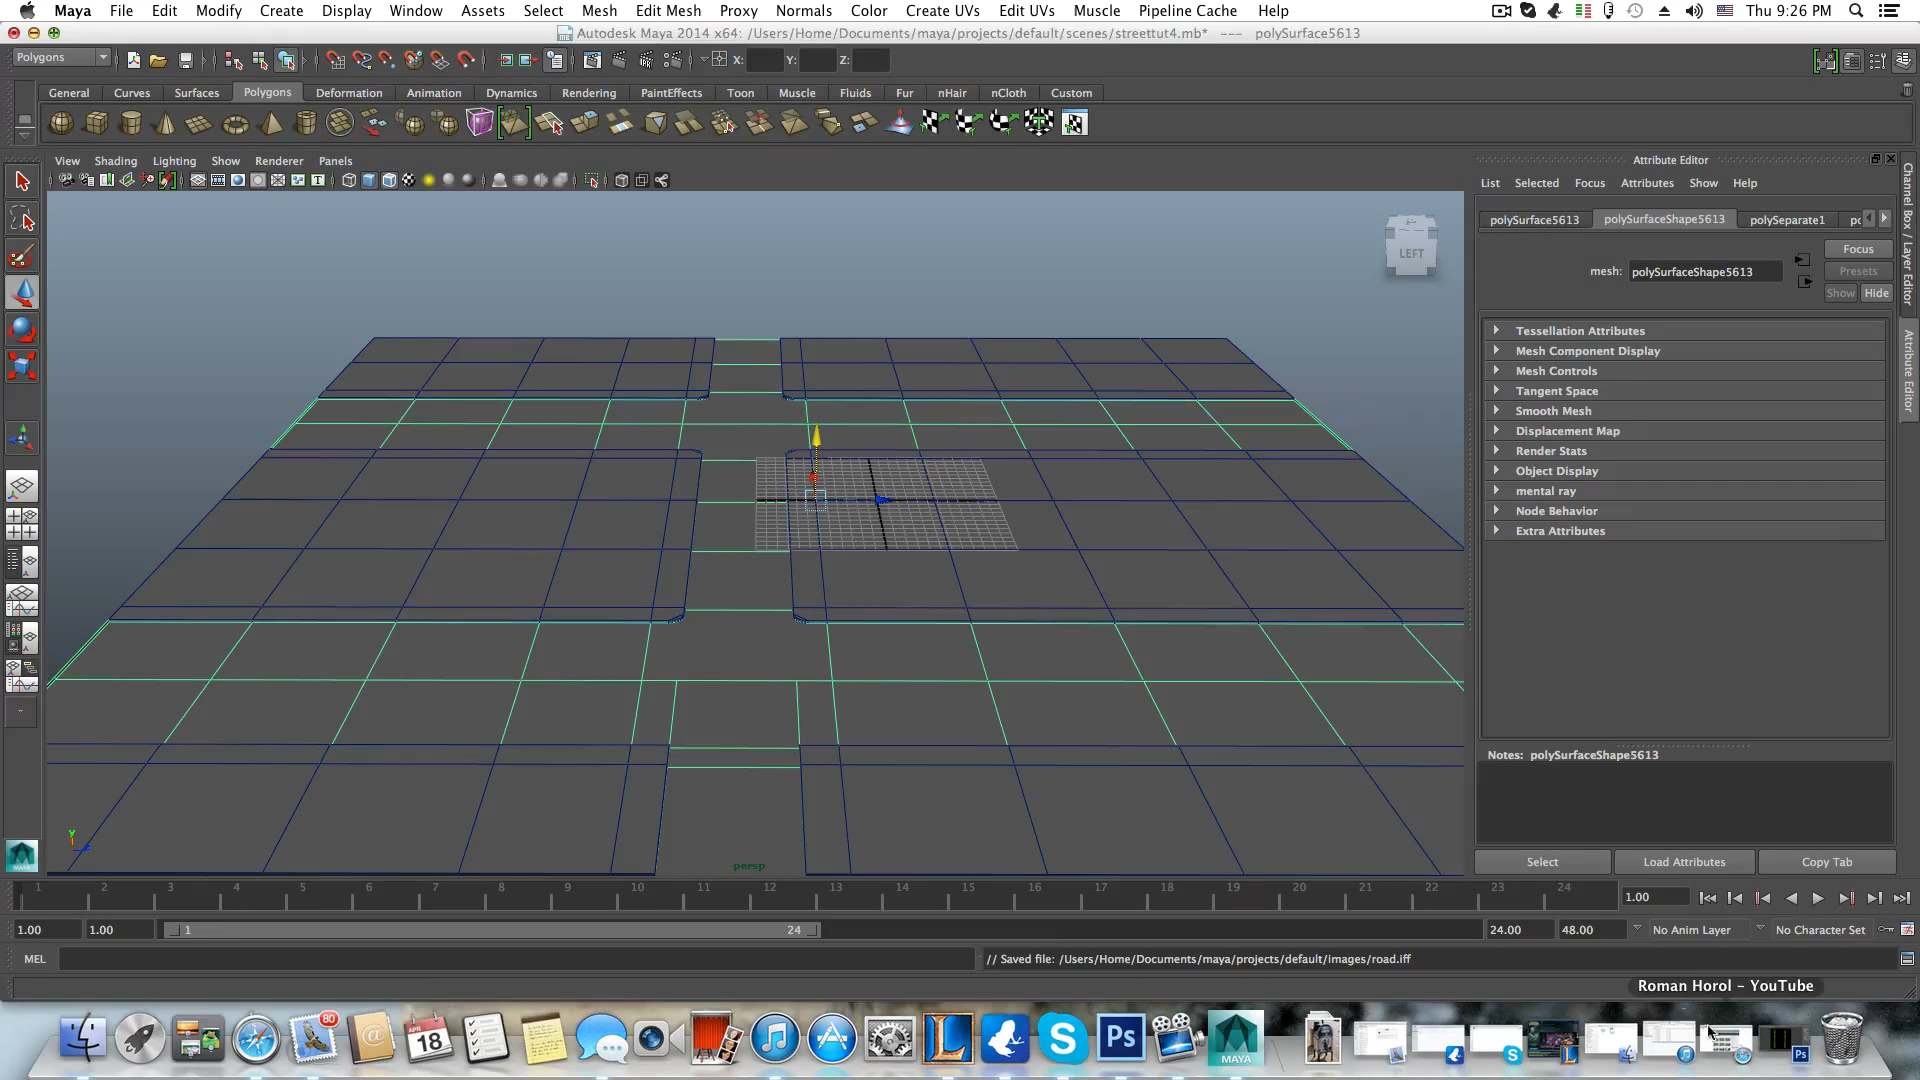 Maya File Edit Modify Create Display Window Assets Select Mesh Edit Mesh Proxy Normals Color Create UVs Edit UVs Muscle Pipeline Cache Help Thu 9:26 PM
Autodesk Maya 2014 x64: /Users/Home/Documents/maya/projects/default/scenes/streettut4.mb* --- polySurface5613
Polygons X: Y: Z:
General Curves Surfaces Polygons Deformation Animation Dynamics Rendering PaintEffects Toon Muscle Fluids Fur nHair nCloth Custom
View Shading Lighting Show Renderer Panels
LEFT
persp
Attribute Editor
List Selected Focus Attributes Show Help
polySurface5613 polySurfaceShape5613 polySeparate1
Focus
mesh: polySurfaceShape5613
Presets
Show Hide
Tessellation Attributes
Mesh Component Display
Mesh Controls
Tangent Space
Smooth Mesh
Displacement Map
Render Stats
Object Display
mental ray
Node Behavior
Extra Attributes
Notes: polySurfaceShape5613
Select Load Attributes Copy Tab
Channel Box / Layer Editor
Attribute Editor
1 2 3 4 5 6 7 8 9 10 11 12 13 14 15 16 17 18 19 20 21 22 23 24 1.00
1.00 1.00 1 24 24.00 48.00 No Anim Layer No Character Set
MEL // Saved file: /Users/Home/Documents/maya/projects/default/images/road.iff
Roman Horol – YouTube
80
APR
18
Ps
MAYA
Ps